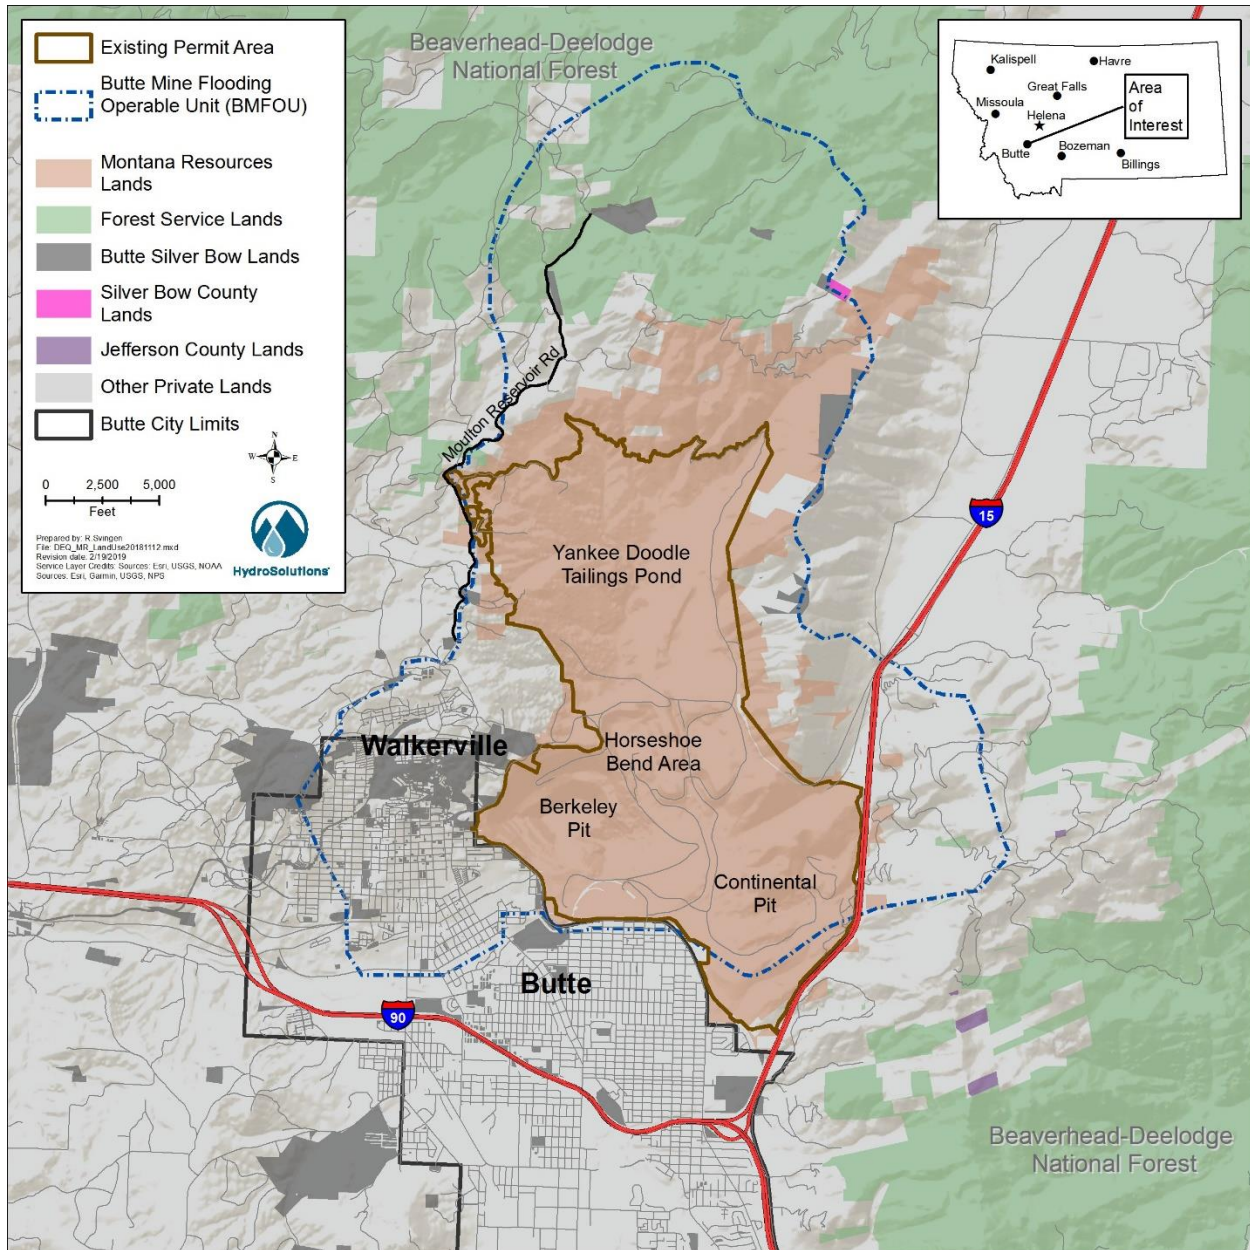 Existing Permit Area
Butte Mine Flooding
Operable Unit (BMFOU)
Montana Resources
Lands
Forest Service Lands
Butte Silver Bow Lands
Silver Bow County
Lands
Jefferson County Lands
Other Private Lands
Butte City Limits
N
W E
S
0 2,500 5,000
Feet
Prepared by: R.Svingen
File: DEQ_MR_LandUse20181112.mxd
Revision date: 2/19/2019
Service Layer Credits: Sources: Esri, USGS, NOAA
Sources: Esri, Garmin, USGS, NPS
HydroSolutions
Beaverhead-Deelodge
National Forest
Kalispell
Havre
Great Falls
Missoula
Helena
Butte
Bozeman
Billings
Area
of
Interest
Moulton Reservoir Rd
15
Yankee Doodle
Tailings Pond
Walkerville
Horseshoe
Bend Area
Berkeley
Pit
Continental
Pit
Butte
90
Beaverhead-Deelodge
National Forest